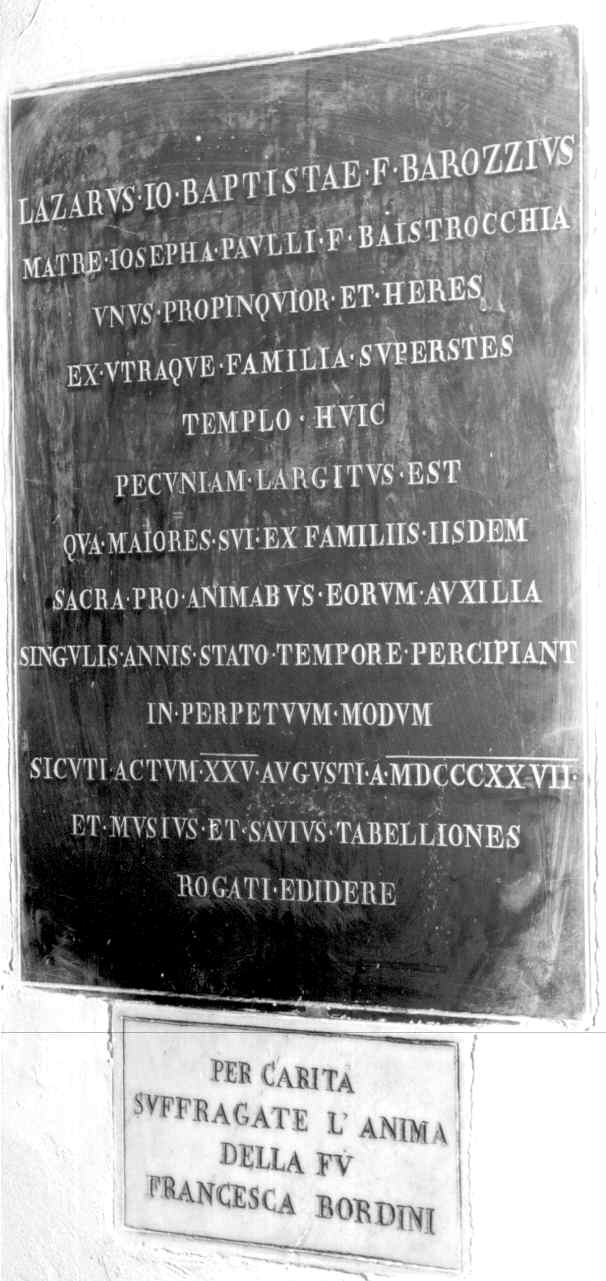 LAZARVS·IO·BAPTISTAE·F·BAROZZIVS
MATRE·IOSEPHA·PAVLLI·F·BAISTROCCHIA
VNVS·PROPINQVIOR·ET·HERES
EX·VTRAQVE·FAMILIA·SVPERSTES
TEMPLO·HVIC
PECVNIAM·LARGITVS·EST
QVA·MAIORES·SVI·EX FAMILIIS·IISDEM
SACRA·PRO·ANIMABVS·EORVM·AVXILIA
SINGVLIS·ANNIS·STATO·TEMPORE·PERCIPIANT
IN·PERPETVVM·MODVM
SICVTI·ACTVM·XXV·AVGVSTI·A·MDCCCXXVII·
ET·MVSIVS·ET·SAVIVS·TABELLIONES
ROGATI·EDIDERE
PER CARITA
SVFFRAGATE L' ANIMA
DELLA FV
FRANCESCA BORDINI